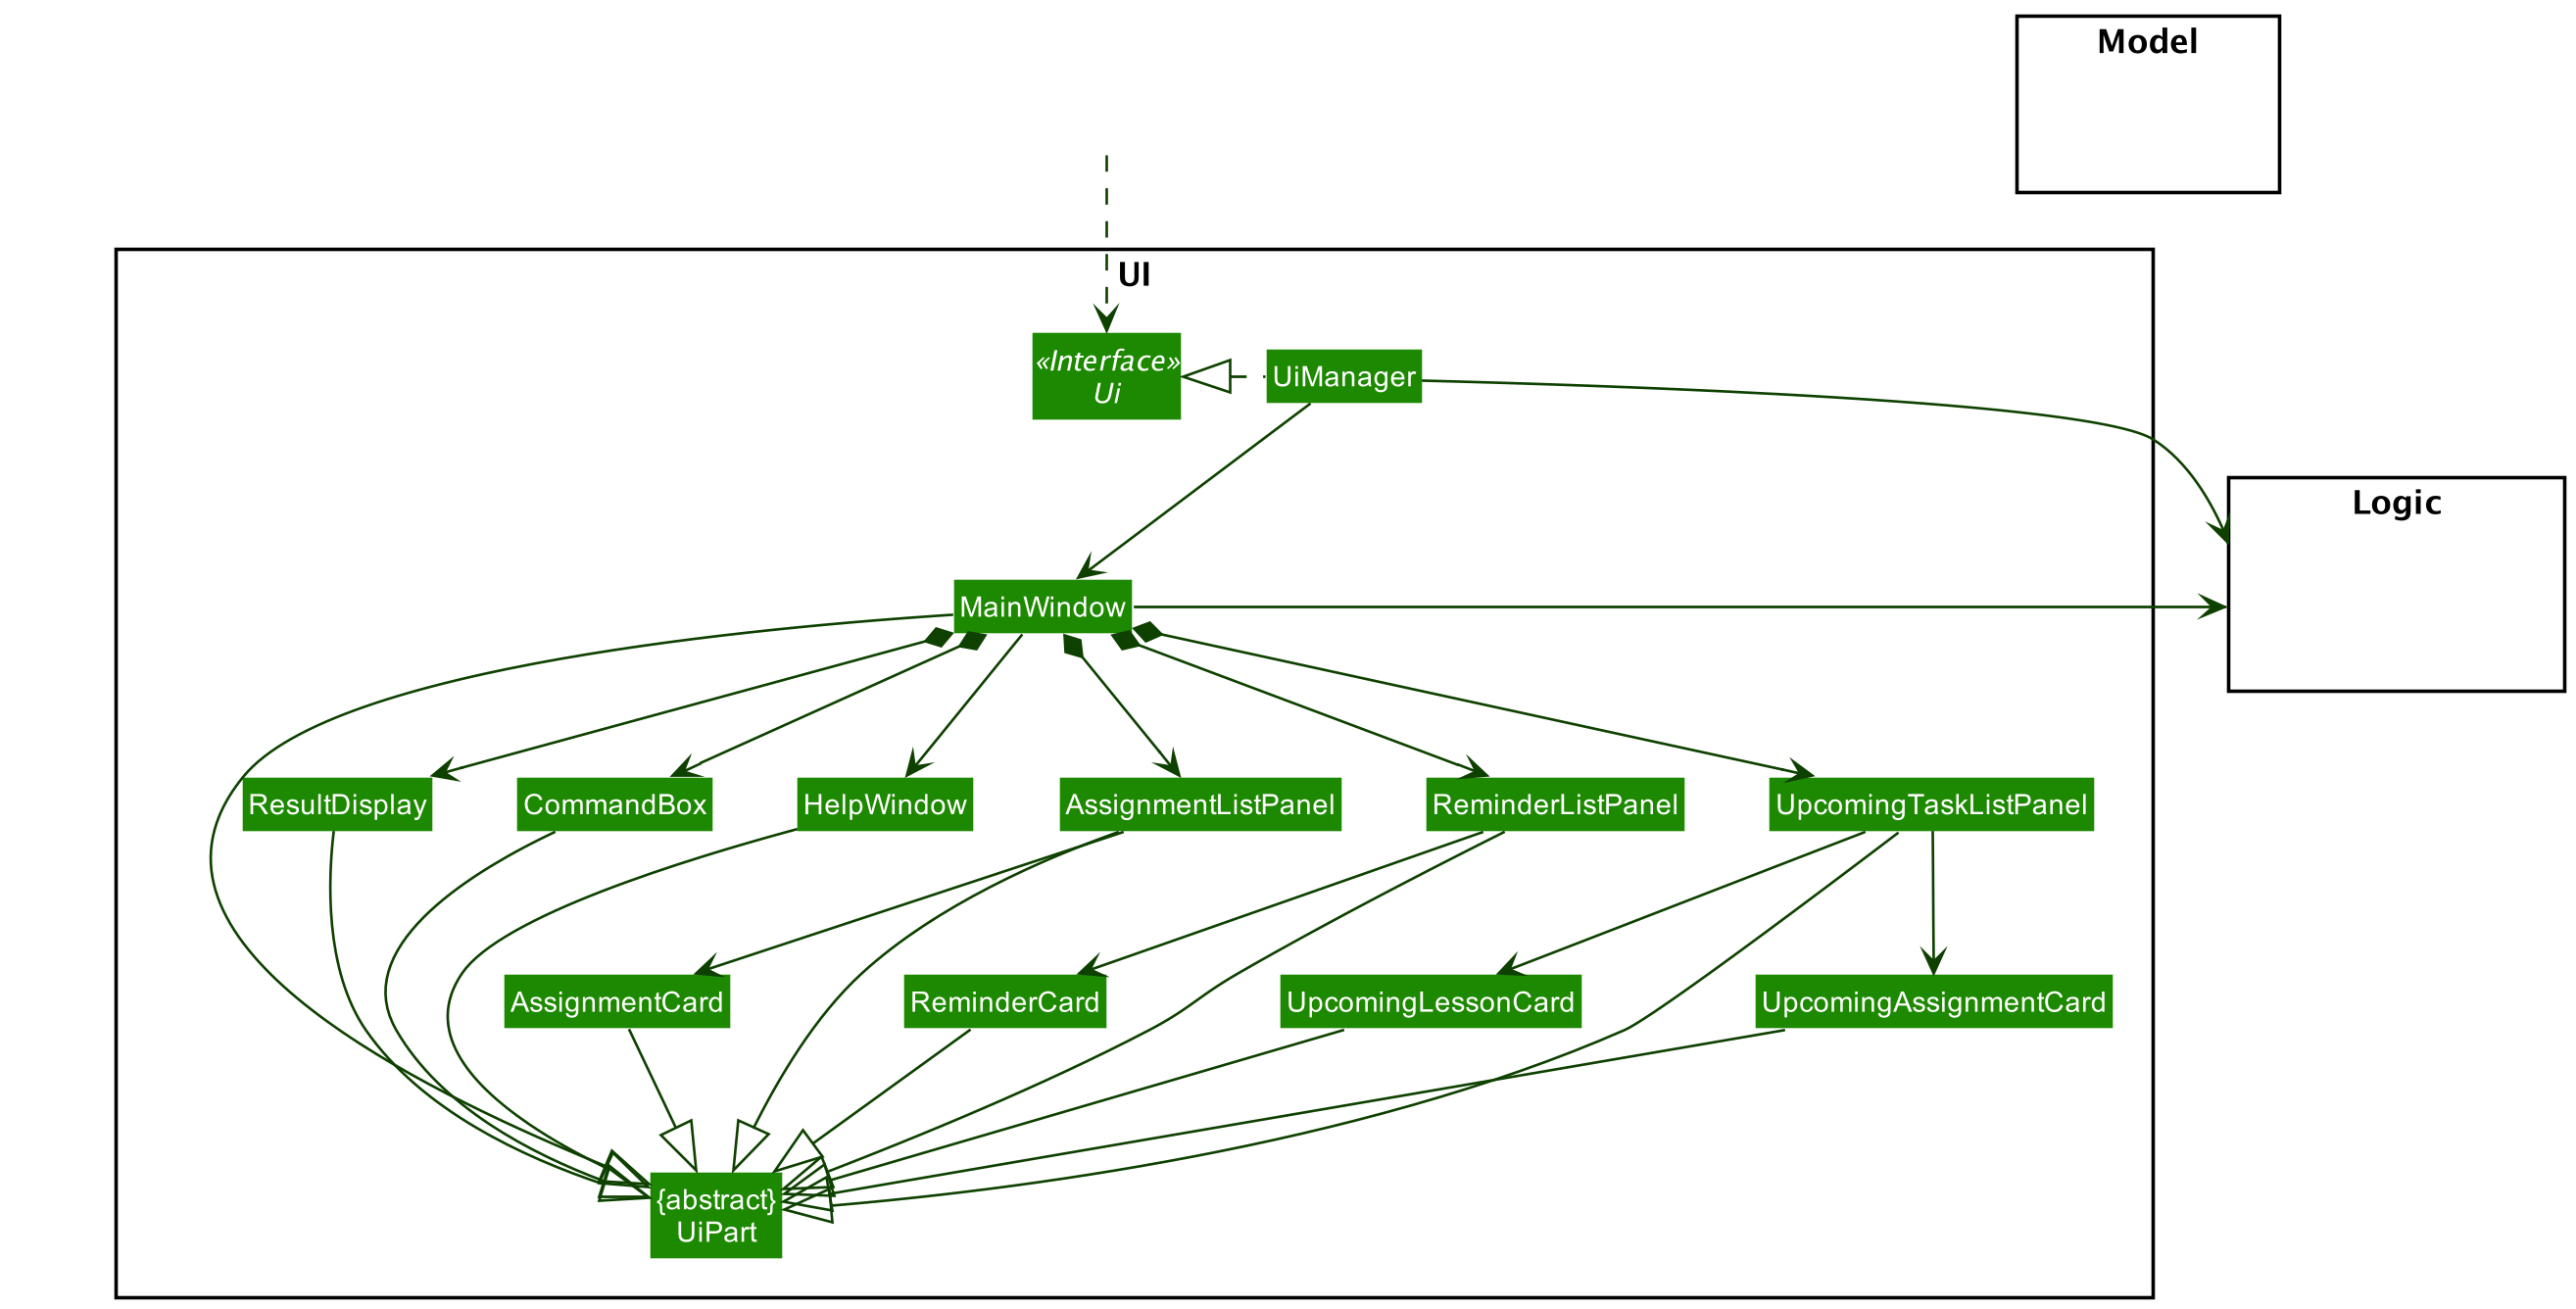 Model
UI
«Interface»
Ui
UiManager
Logic
MainWindow
ResultDisplay
CommandBox
HelpWindow
AssignmentListPanel
ReminderListPanel
UpcomingTaskListPanel
AssignmentCard
ReminderCard
UpcomingLessonCard
UpcomingAssignmentCard
{abstract}
UiPart